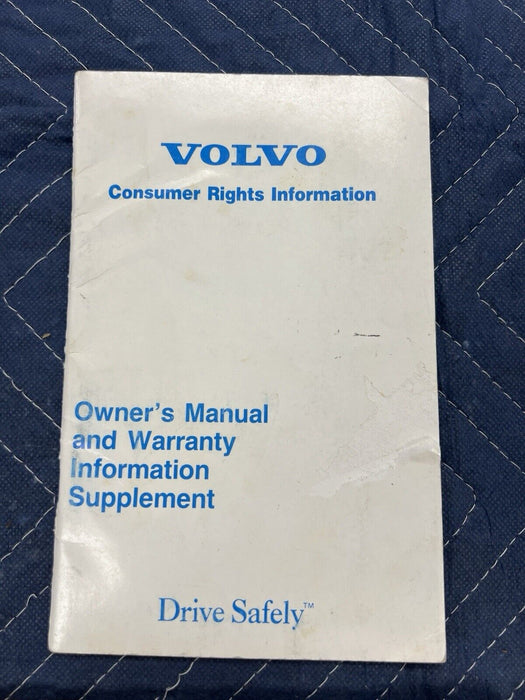 VOLVO
Consumer Rights Information
Owner's Manual
and Warranty
Information
Supplement
Drive Safely™